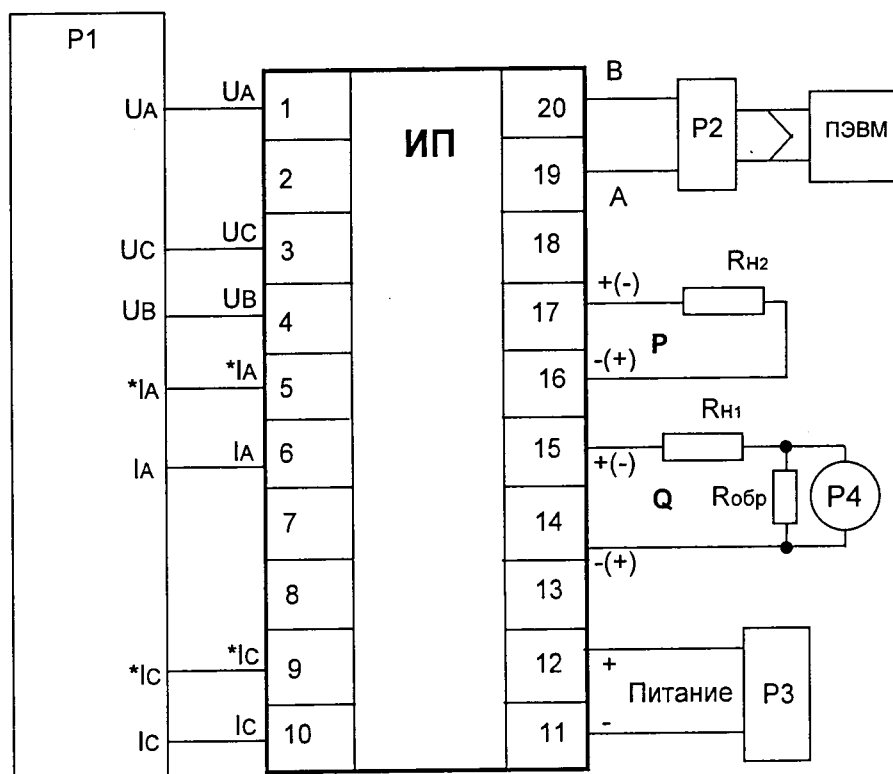 P1
UA
UA
1
UC
UC
3
UB
UB
4
*IA
*IA
5
IA
IA
6
*IC
*IC
9
IC
IC
10
2
7
8
ИП
20
19
18
17
16
15
14
13
12
11
B
A
P2
ПЭВМ
+(-)
RН2
P
-(+)
RН1
+(-)
Q
Rобр
P4
-(+)
+
Питание
-
P3